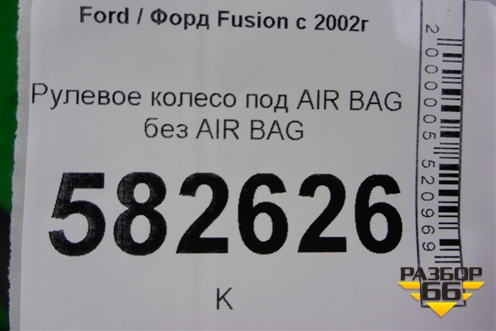 Ford / Форд Fusion с 2002г
Рулевое колесо под AIR BAG
без AIR BAG
582626
К
2000005520969
РАЗБОР
66